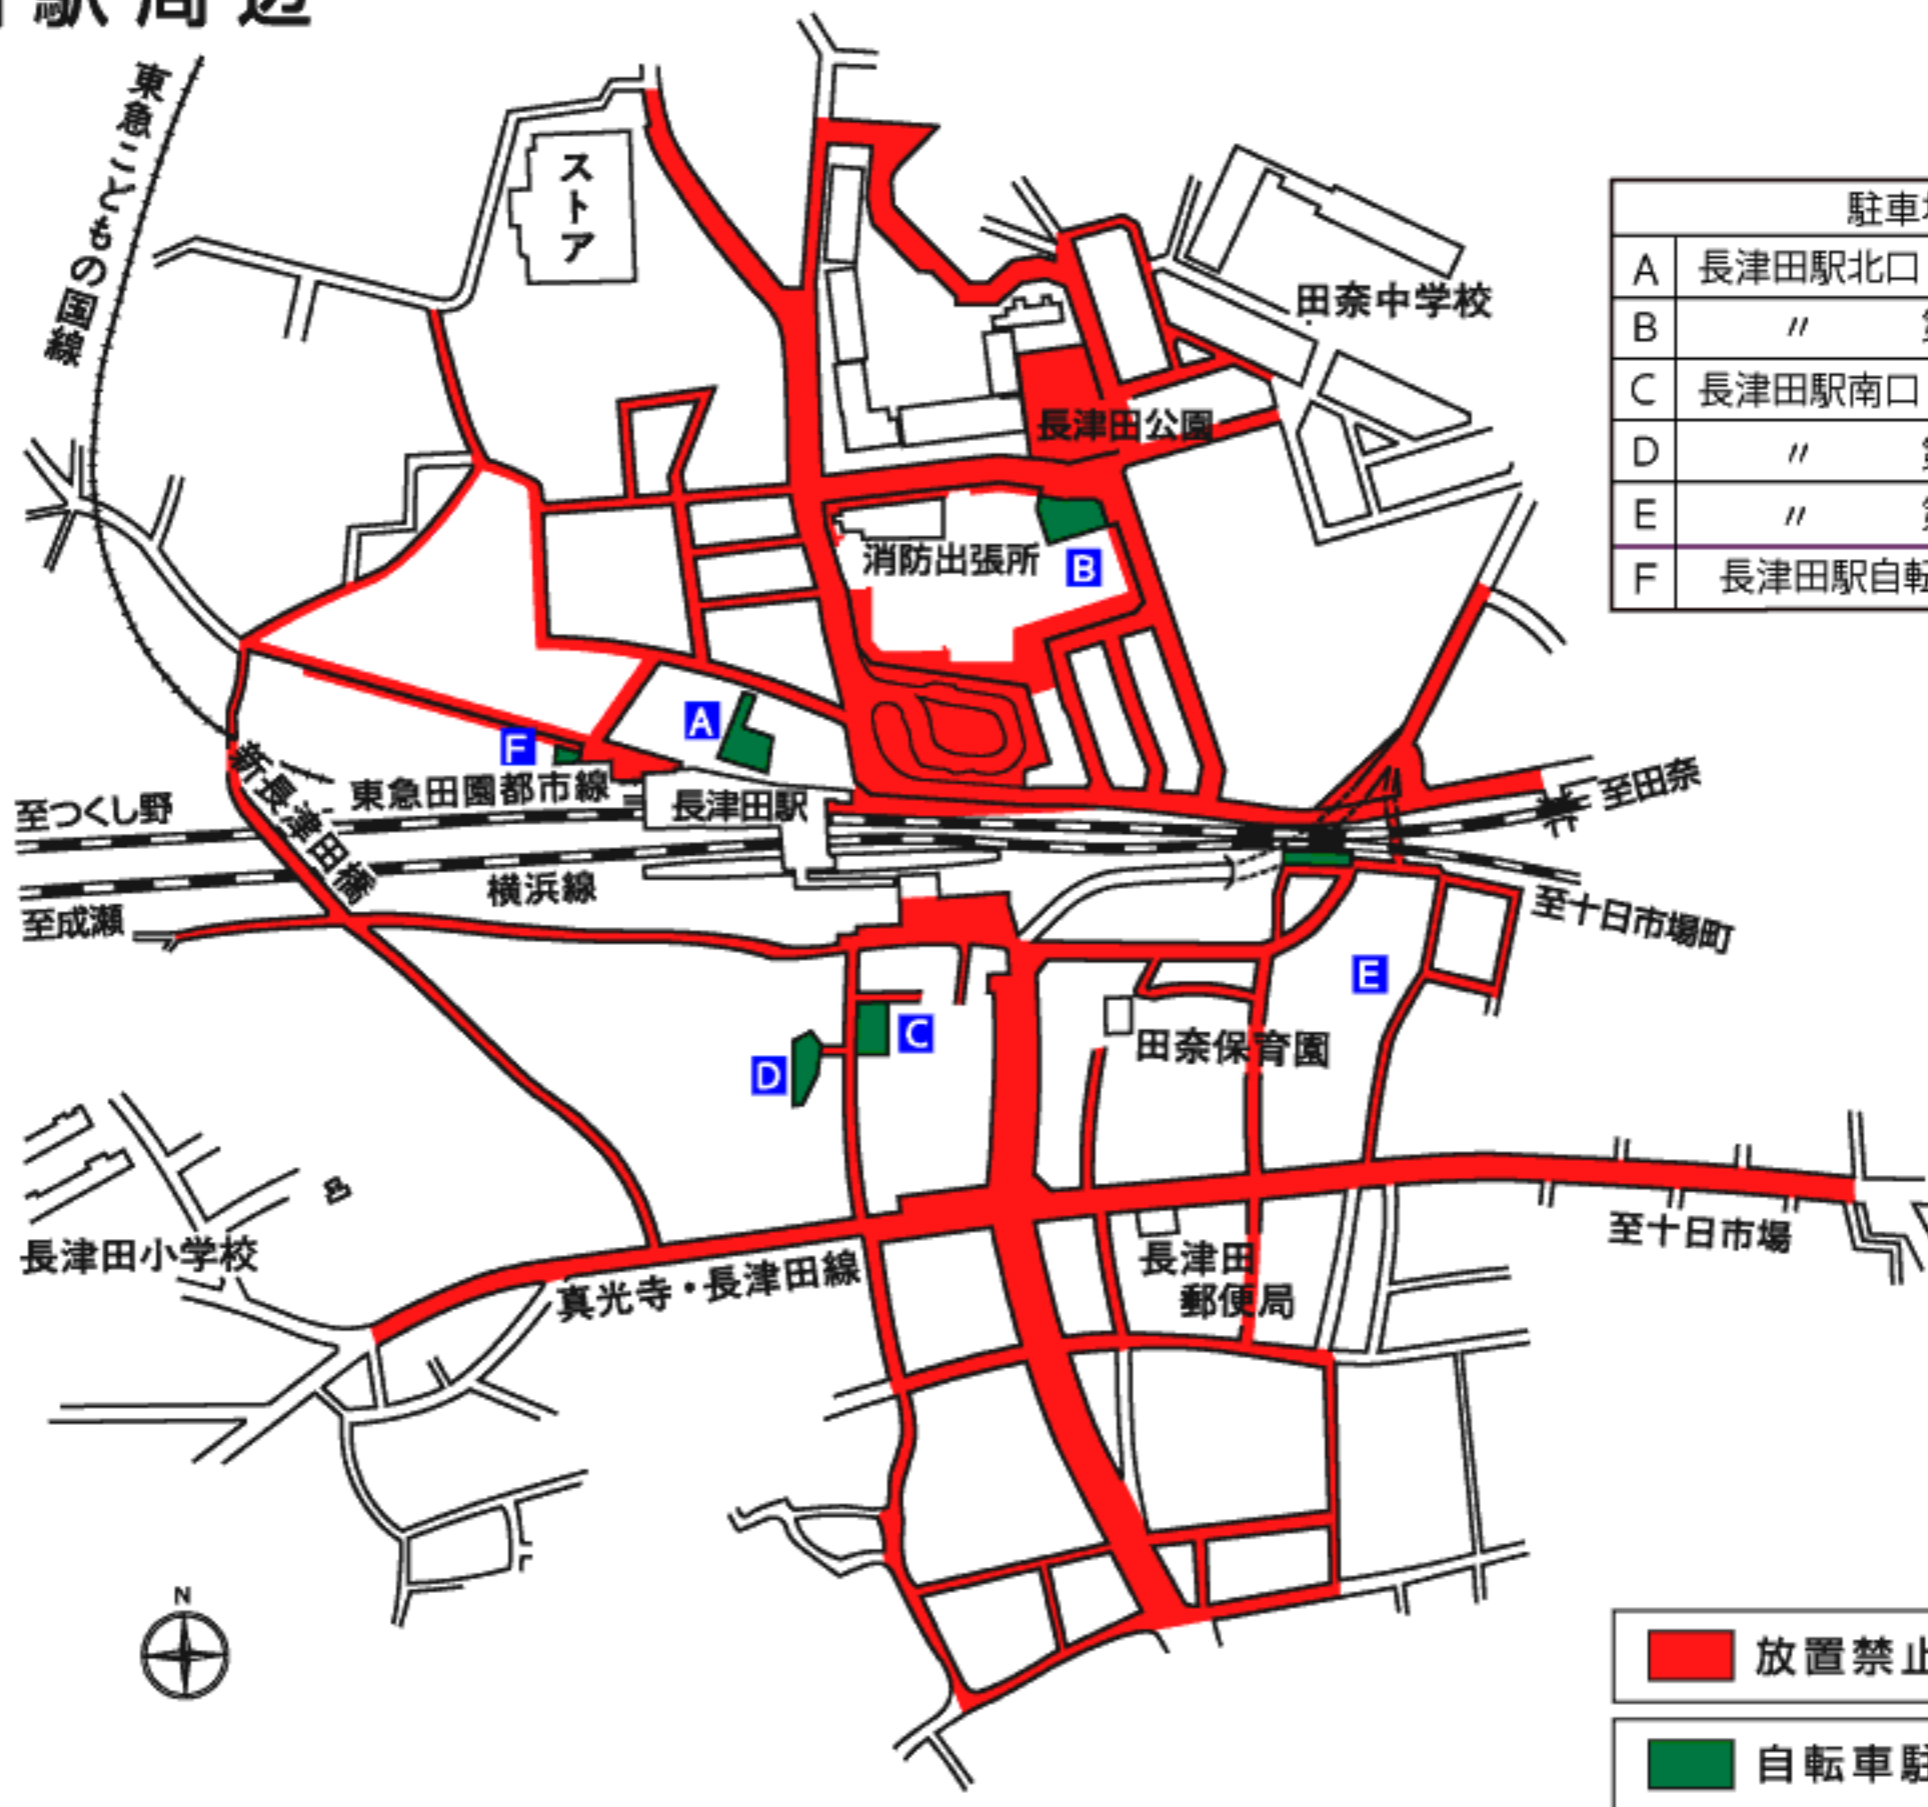 駅周辺
東急こどもの国線
ストア
田奈中学校
駐車
A 長津田駅北口
B 〃
C 長津田駅南口
D 〃
E 〃
F 長津田駅自転
長津田公園
消防出張所
B
A
F
新長津田橋
東急田園都市線
長津田駅
至つくし野
至田奈
横浜線
至成瀬
至十日市場町
E
C
D
田奈保育園
長津田小学校
真光寺・長津田線
長津田
郵便局
至十日市場
N
放置禁止
自転車駐